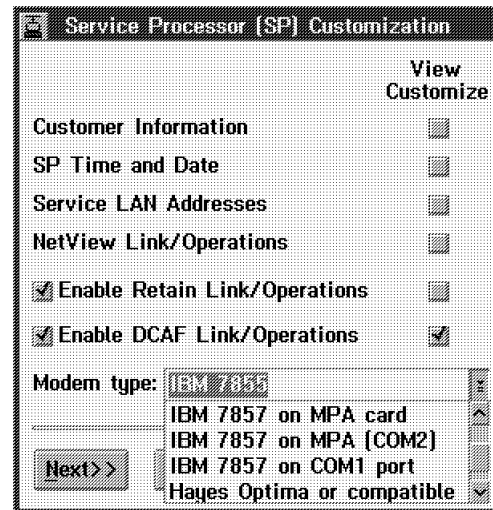 Service Processor (SP) Customization
View
Customize
Customer Information
SP Time and Date
Service LAN Addresses
NetView Link/Operations
Enable Retain Link/Operations
Enable DCAF Link/Operations
Modem type: IBM 7855
IBM 7857 on MPA card
IBM 7857 on MPA (COM2)
IBM 7857 on COM1 port
Hayes Optima or compatible
Next>>